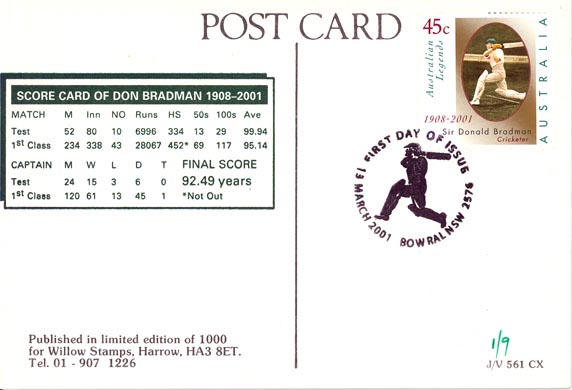 POST CARD
SCORE CARD OF DON BRADMAN 1908–2001
MATCH M Inn NO Runs HS 50s 100s Ave
Test 52 80 10 6996 334 13 29 99.94
1st Class 234 338 43 28067 452* 69 117 95.14
CAPTAIN M W L D T FINAL SCORE
Test 24 15 3 6 0 92.49 years
1st Class 120 61 13 45 1 *Not Out
45c
Australian Legends
AUSTRALIA
1908-2001
Sir Donald Bradman
Cricketer
FIRST DAY OF ISSUE
13 MARCH 2001 BOWRAL NSW 2576
Published in limited edition of 1000
for Willow Stamps, Harrow, HA3 8ET.
Tel. 01 - 907 1226
1/9
J/V 561 CX